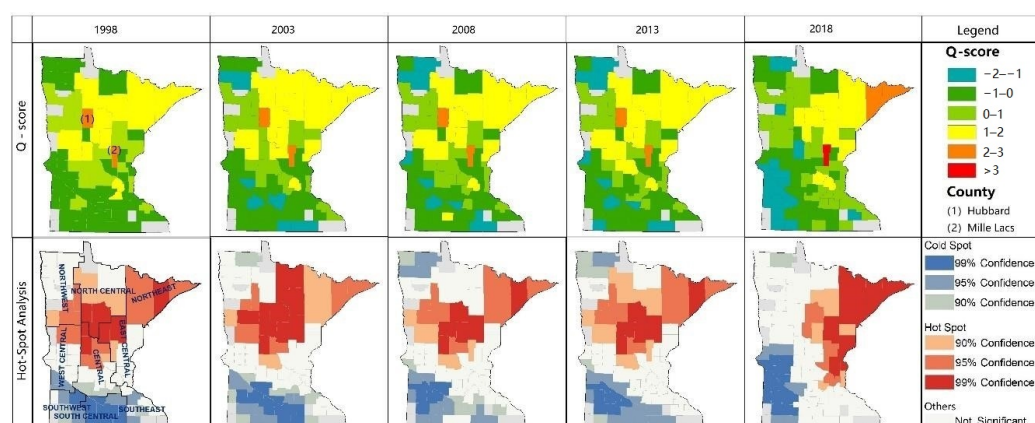 1998
2003
2008
2013
2018
Legend
Q - score
(1)
(2)
Q-score
−2–−1
−1–0
0–1
1–2
2–3
>3
County
(1) Hubbard
(2) Mille Lacs
Hot-Spot Analysis
NORTHWEST
NORTH CENTRAL
NORTHEAST
WEST CENTRAL
CENTRAL
EAST CENTRAL
SOUTHWEST
SOUTH CENTRAL
SOUTHEAST
Cold Spot
99% Confidence
95% Confidence
90% Confidence
Hot Spot
90% Confidence
95% Confidence
99% Confidence
Others
Not Significant